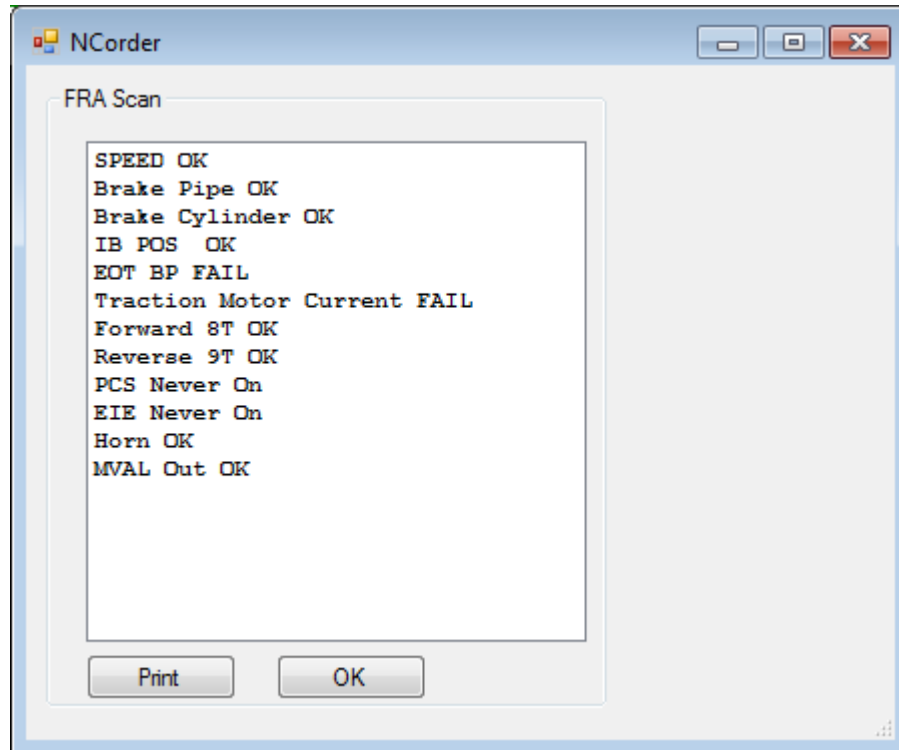 NCorder
FRA Scan
SPEED OK
Brake Pipe OK
Brake Cylinder OK
IB POS  OK
EOT BP FAIL
Traction Motor Current FAIL
Forward 8T OK
Reverse 9T OK
PCS Never On
EIE Never On
Horn OK
MVAL Out OK
Print OK